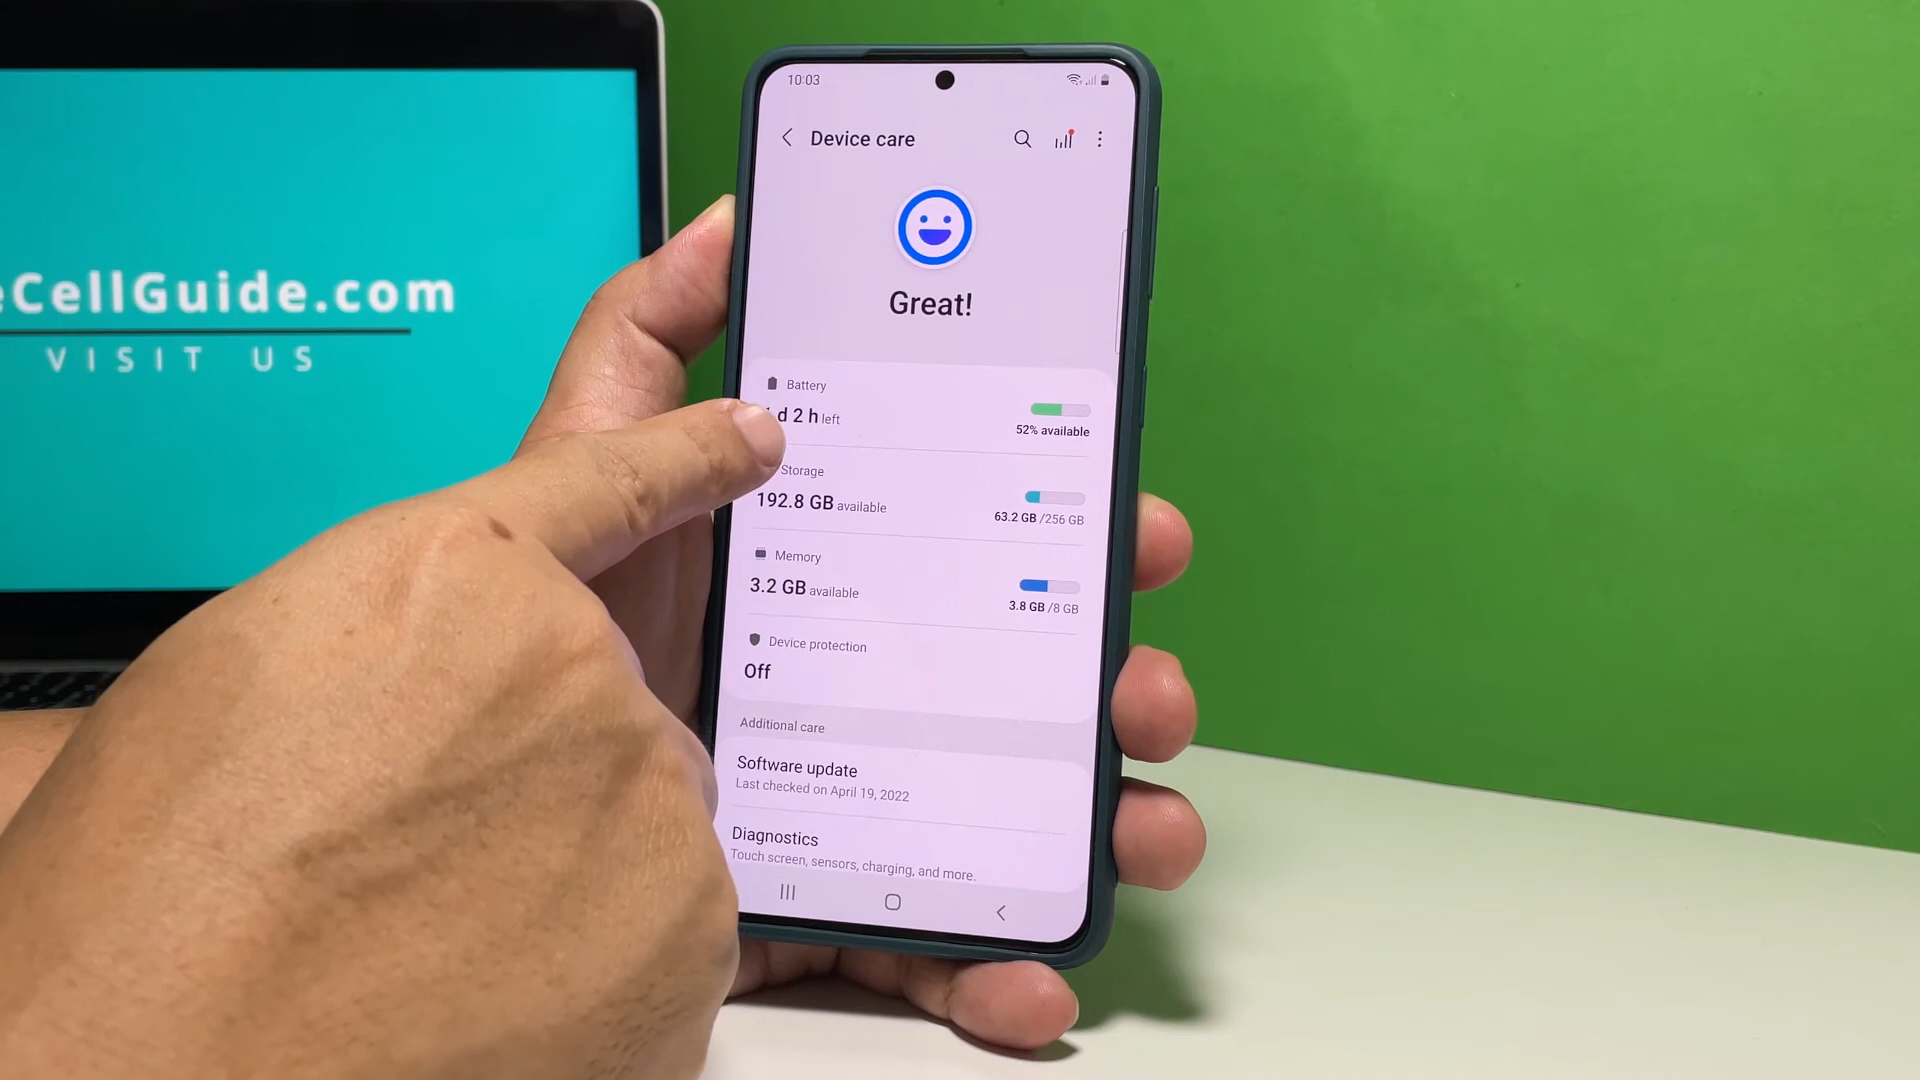 eCellGuide.com
VISIT US
10:03
Device care
Great!
Battery
d 2 h left
52% available
Storage
192.8 GB available
63.2 GB /256 GB
Memory
3.2 GB available
3.8 GB /8 GB
Device protection
Off
Additional care
Software update
Last checked on April 19, 2022
Diagnostics
Touch screen, sensors, charging, and more.